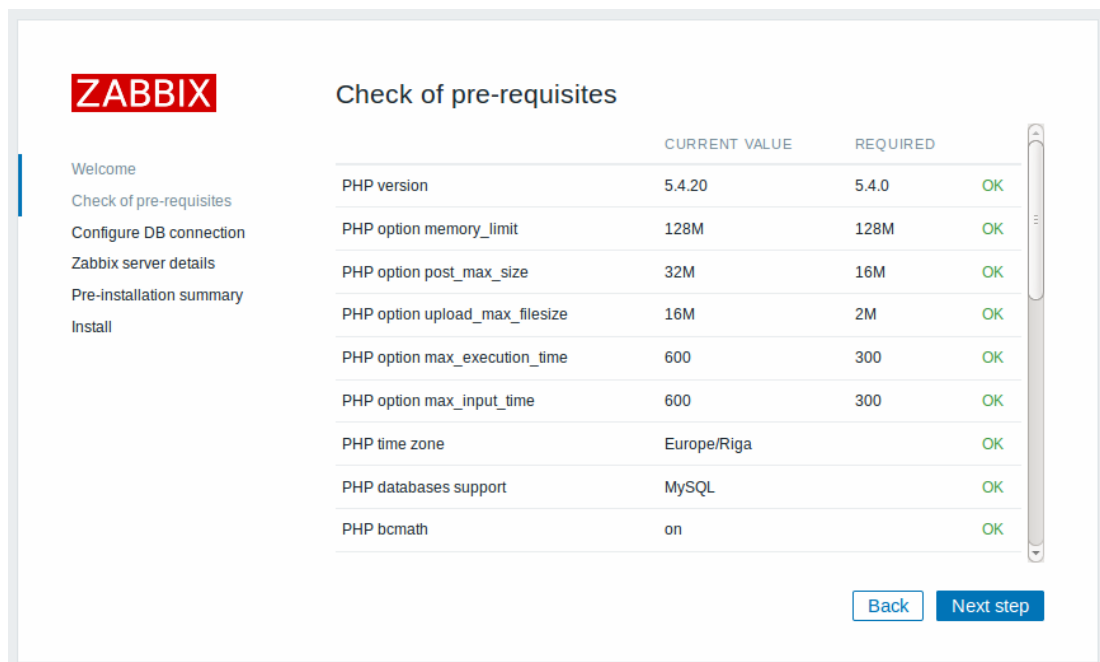 ZABBIX
Welcome
Check of pre-requisites
Configure DB connection
Zabbix server details
Pre-installation summary
Install
Check of pre-requisites
CURRENT VALUE REQUIRED
PHP version 5.4.20 5.4.0 OK
PHP option memory_limit 128M 128M OK
PHP option post_max_size 32M 16M OK
PHP option upload_max_filesize 16M 2M OK
PHP option max_execution_time 600 300 OK
PHP option max_input_time 600 300 OK
PHP time zone Europe/Riga OK
PHP databases support MySQL OK
PHP bcmath on OK
Back Next step